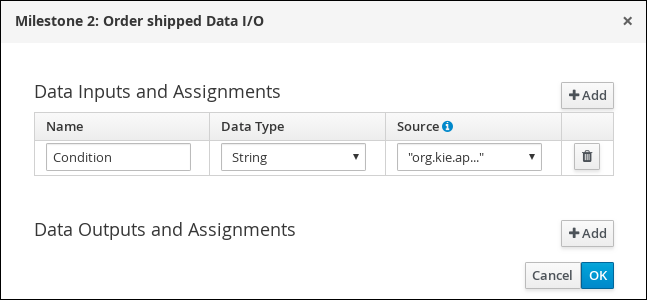 Milestone 2: Order shipped Data I/O ×
Data Inputs and Assignments
+ Add
Name Data Type Source
Condition String "org.kie.ap..."
Data Outputs and Assignments
+ Add
Cancel OK